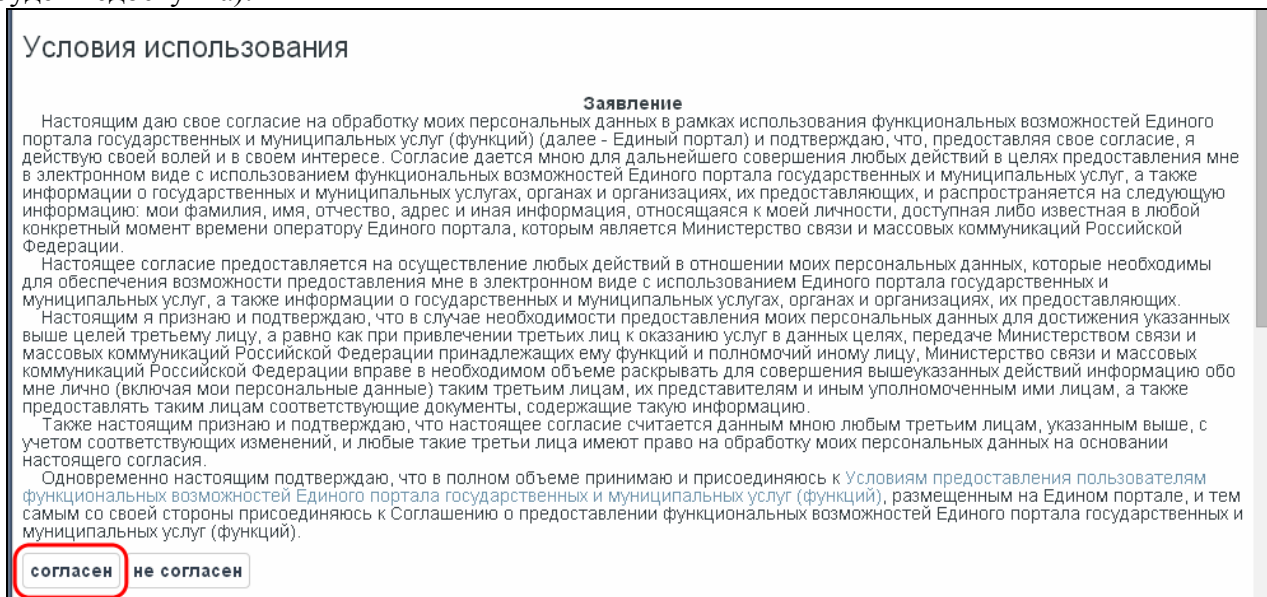 Условия использования
Заявление
Настоящим даю свое согласие на обработку моих персональных данных в рамках использования функциональных возможностей Единого
портала государственных и муниципальных услуг (функций) (далее - Единый портал) и подтверждаю, что, предоставляя свое согласие, я
действую своей волей и в своем интересе. Согласие дается мною для дальнейшего совершения любых действий в целях предоставления мне
в электронном виде с использованием функциональных возможностей Единого портала государственных и муниципальных услуг, а также
информации о государственных и муниципальных услугах, органах и организациях, их предоставляющих, и распространяется на следующую
информацию: мои фамилия, имя, отчество, адрес и иная информация, относящаяся к моей личности, доступная либо известная в любой
конкретный момент времени оператору Единого портала, которым является Министерство связи и массовых коммуникаций Российской
Федерации.
Настоящее согласие предоставляется на осуществление любых действий в отношении моих персональных данных, которые необходимы
для обеспечения возможности предоставления мне в электронном виде с использованием Единого портала государственных и
муниципальных услуг, а также информации о государственных и муниципальных услугах, органах и организациях, их предоставляющих.
Настоящим я признаю и подтверждаю, что в случае необходимости предоставления моих персональных данных для достижения указанных
выше целей третьему лицу, а равно как при привлечении третьих лиц к оказанию услуг в данных целях, передаче Министерством связи и
массовых коммуникаций Российской Федерации принадлежащих ему функций и полномочий иному лицу, Министерство связи и массовых
коммуникаций Российской Федерации вправе в необходимом объеме раскрывать для совершения вышеуказанных действий информацию обо
мне лично (включая мои персональные данные) таким третьим лицам, их представителям и иным уполномоченным ими лицам, а также
предоставлять таким лицам соответствующие документы, содержащие такую информацию.
Также настоящим признаю и подтверждаю, что настоящее согласие считается данным мною любым третьим лицам, указанным выше, с
учетом соответствующих изменений, и любые такие третьи лица имеют право на обработку моих персональных данных на основании
настоящего согласия.
Одновременно настоящим подтверждаю, что в полном объеме принимаю и присоединяюсь к Условиям предоставления пользователям
функциональных возможностей Единого портала государственных и муниципальных услуг (функций), размещенным на Едином портале, и тем
самым со своей стороны присоединяюсь к Соглашению о предоставлении функциональных возможностей Единого портала государственных и
муниципальных услуг (функций).
согласен не согласен